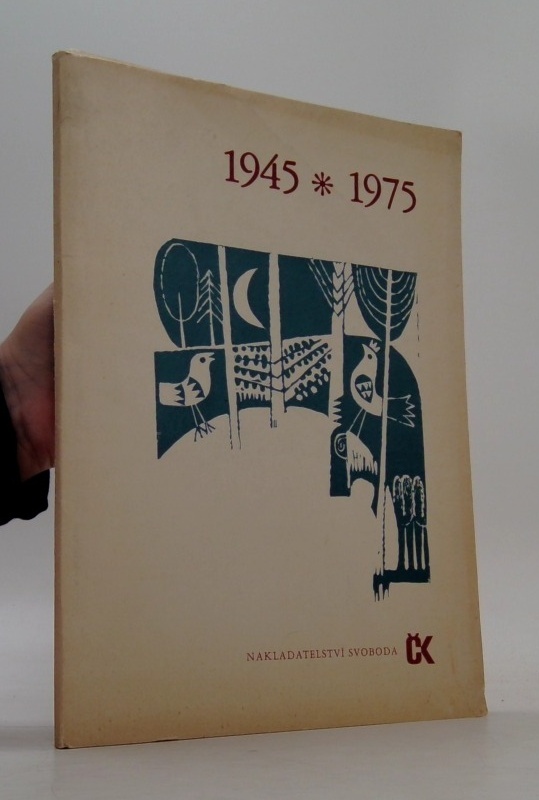 1945 * 1975
NAKLADATELSTVÍ SVOBODA ČK